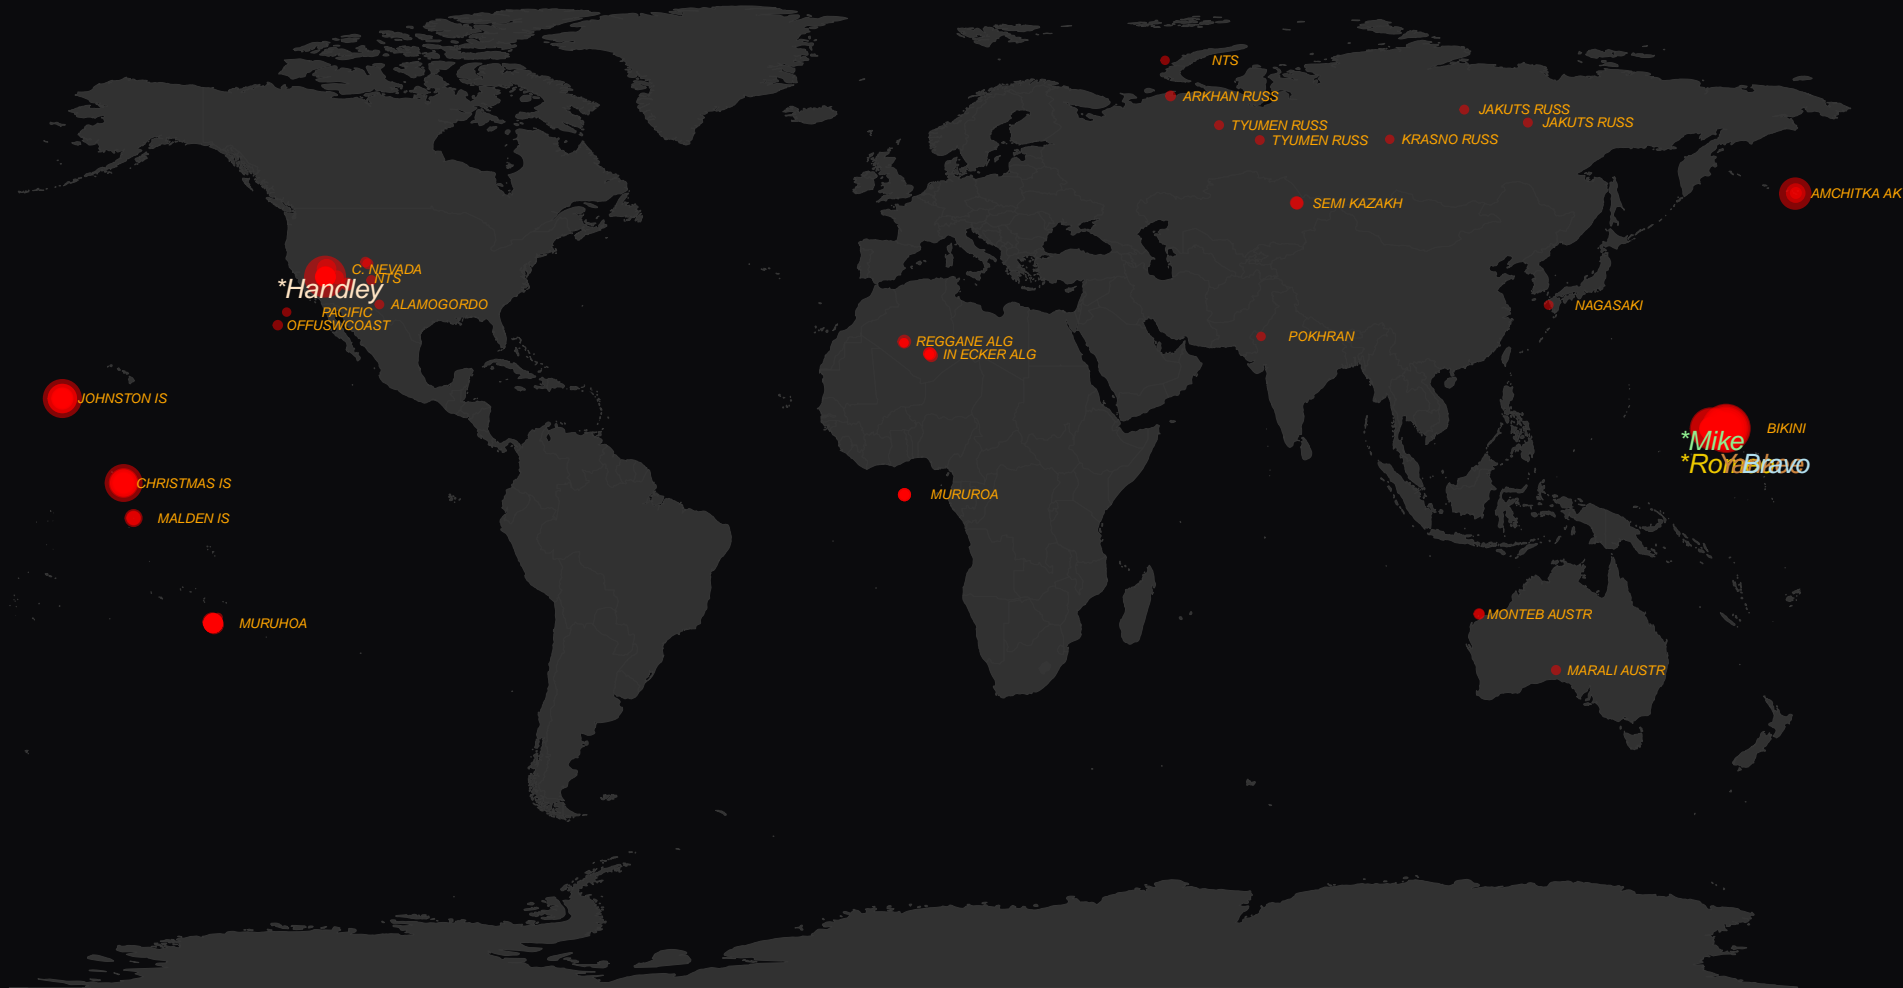 NTS
ARKHAN RUSS
JAKUTS RUSS
JAKUTS RUSS
TYUMEN RUSS
TYUMEN RUSS
KRASNO RUSS
AMCHITKA AK
SEMI KAZAKH
C. NEVADA
NTS
*Handley
ALAMOGORDO
NAGASAKI
PACIFIC
OFFUSWCOAST
POKHRAN
REGGANE ALG
IN ECKER ALG
JOHNSTON IS
BIKINI
*Mike
Bravo
CHRISTMAS IS
MURUROA
MALDEN IS
MONTEB AUSTR
MURUHOA
MARALI AUSTR